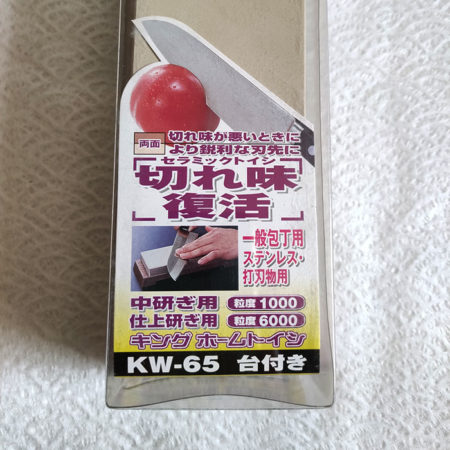 両面
切れ味が悪いときに
より鋭利な刃先に
セラミックトイシ
切れ味
復活
一般包丁用
ステンレス・
打刃物用
中研ぎ用 粒度1000
仕上研ぎ用 粒度6000
キング ホームトイシ
KW-65 台付き